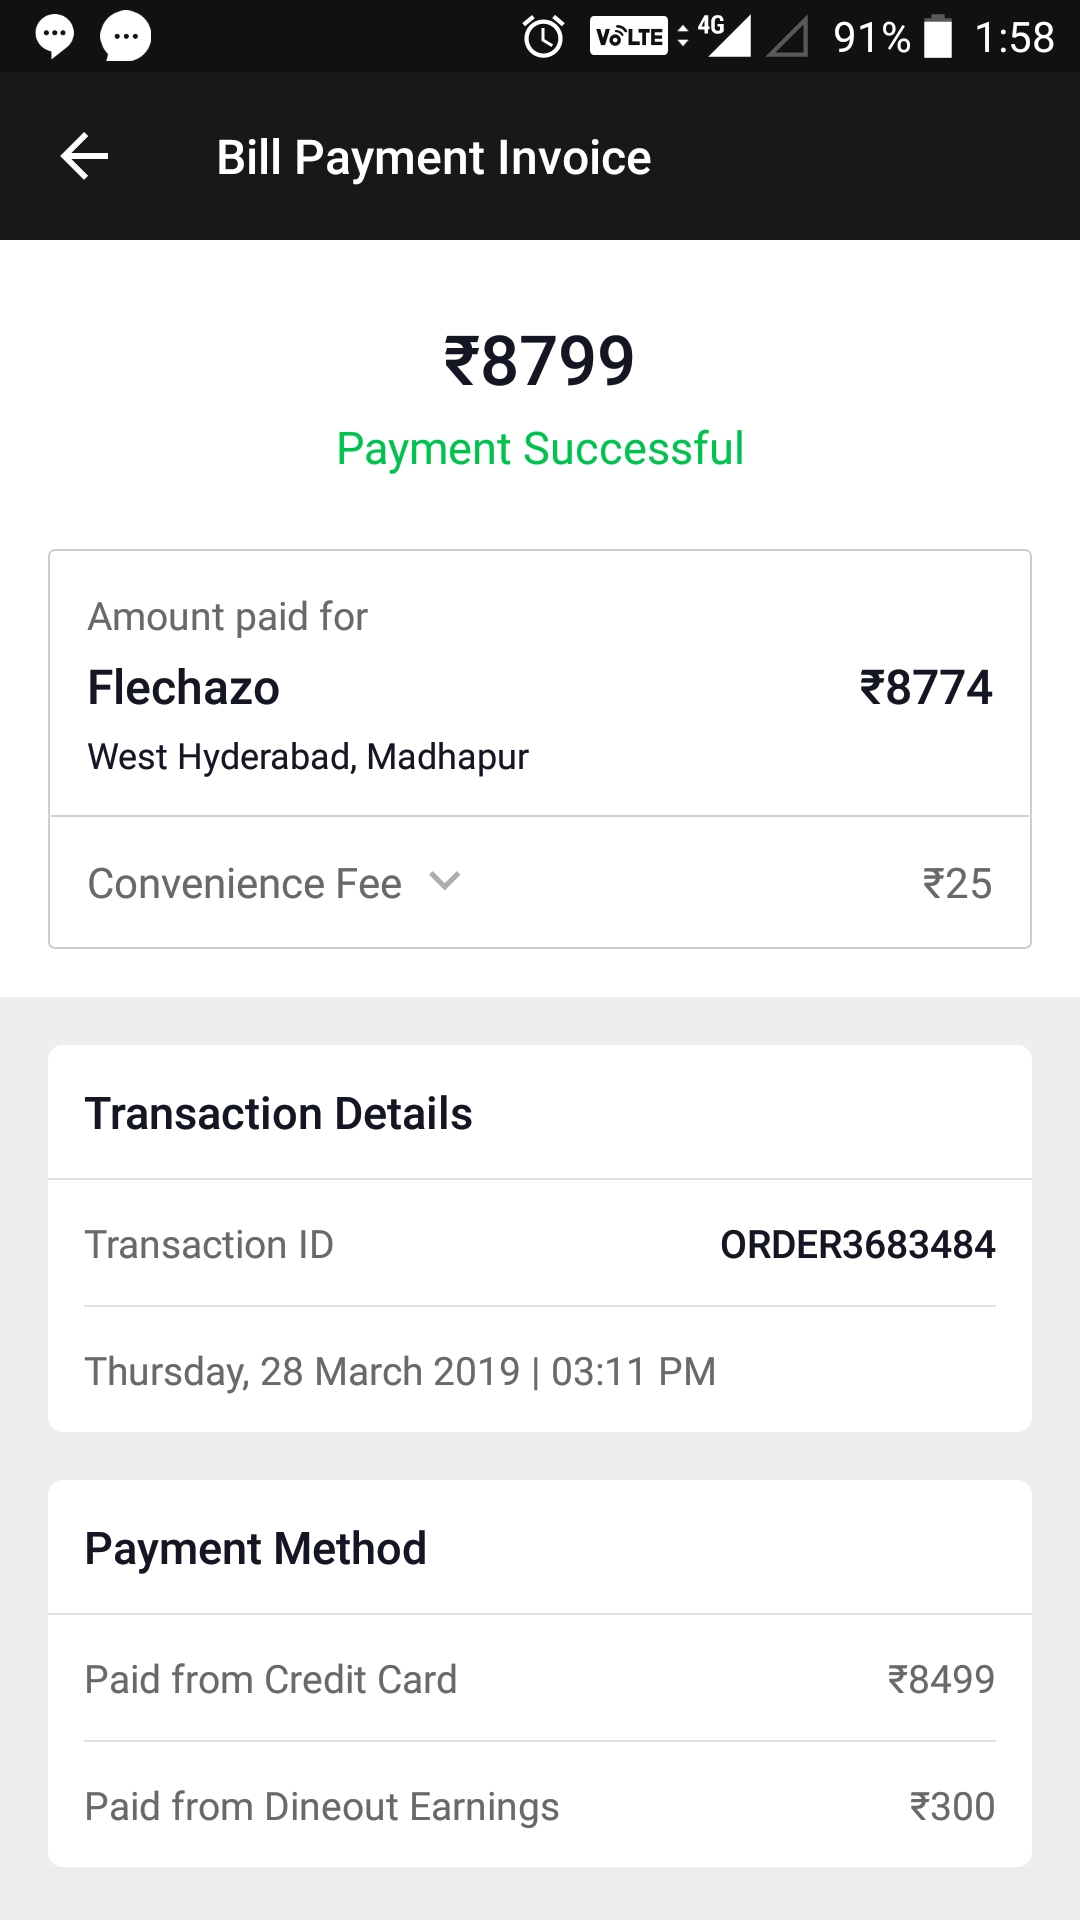 VoLTE 4G 91% 1:58
Bill Payment Invoice
₹8799
Payment Successful
Amount paid for
Flechazo ₹8774
West Hyderabad, Madhapur
Convenience Fee ₹25
Transaction Details
Transaction ID ORDER3683484
Thursday, 28 March 2019 | 03:11 PM
Payment Method
Paid from Credit Card ₹8499
Paid from Dineout Earnings ₹300